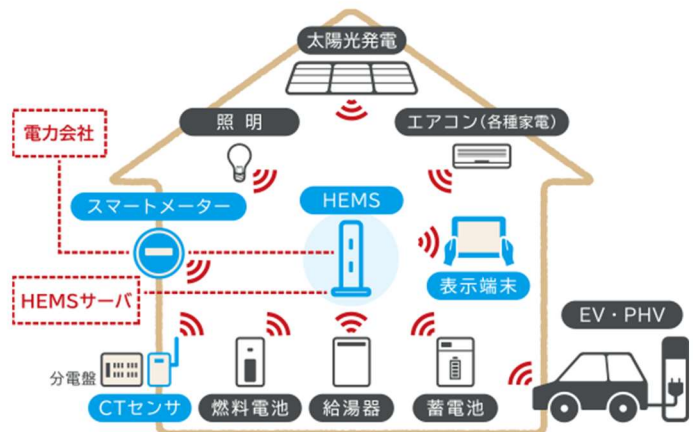 太陽光発電
照明
エアコン(各種家電)
電力会社
スマートメーター
HEMS
HEMSサーバ
表示端末
EV・PHV
分電盤
CTセンサ
燃料電池
給湯器
蓄電池